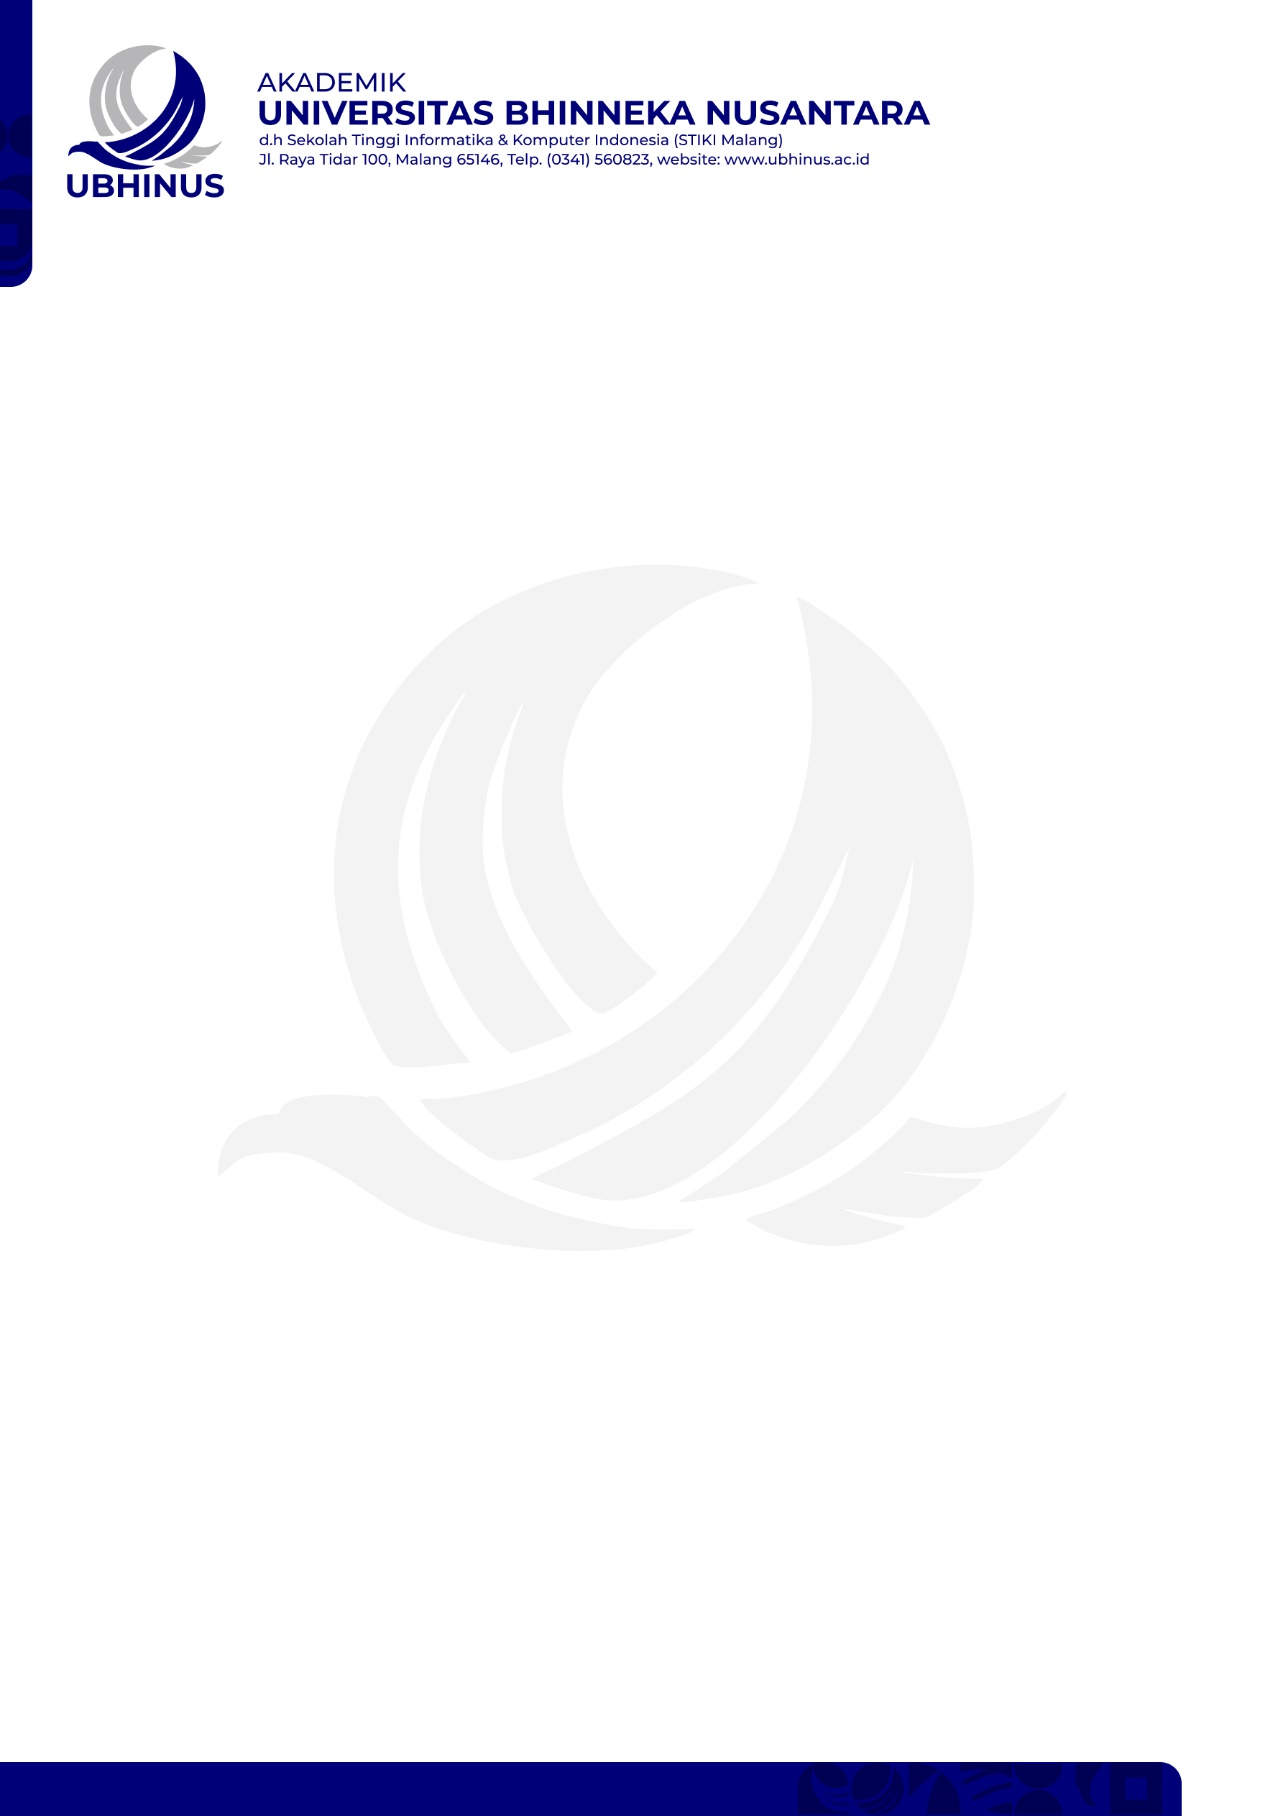 AKADEMIK
UNIVERSITAS BHINNEKA NUSANTARA
d.h Sekolah Tinggi Informatika & Komputer Indonesia (STIKI Malang)
Jl. Raya Tidar 100, Malang 65146, Telp. (0341) 560823, website: www.ubhinus.ac.id
UBHINUS